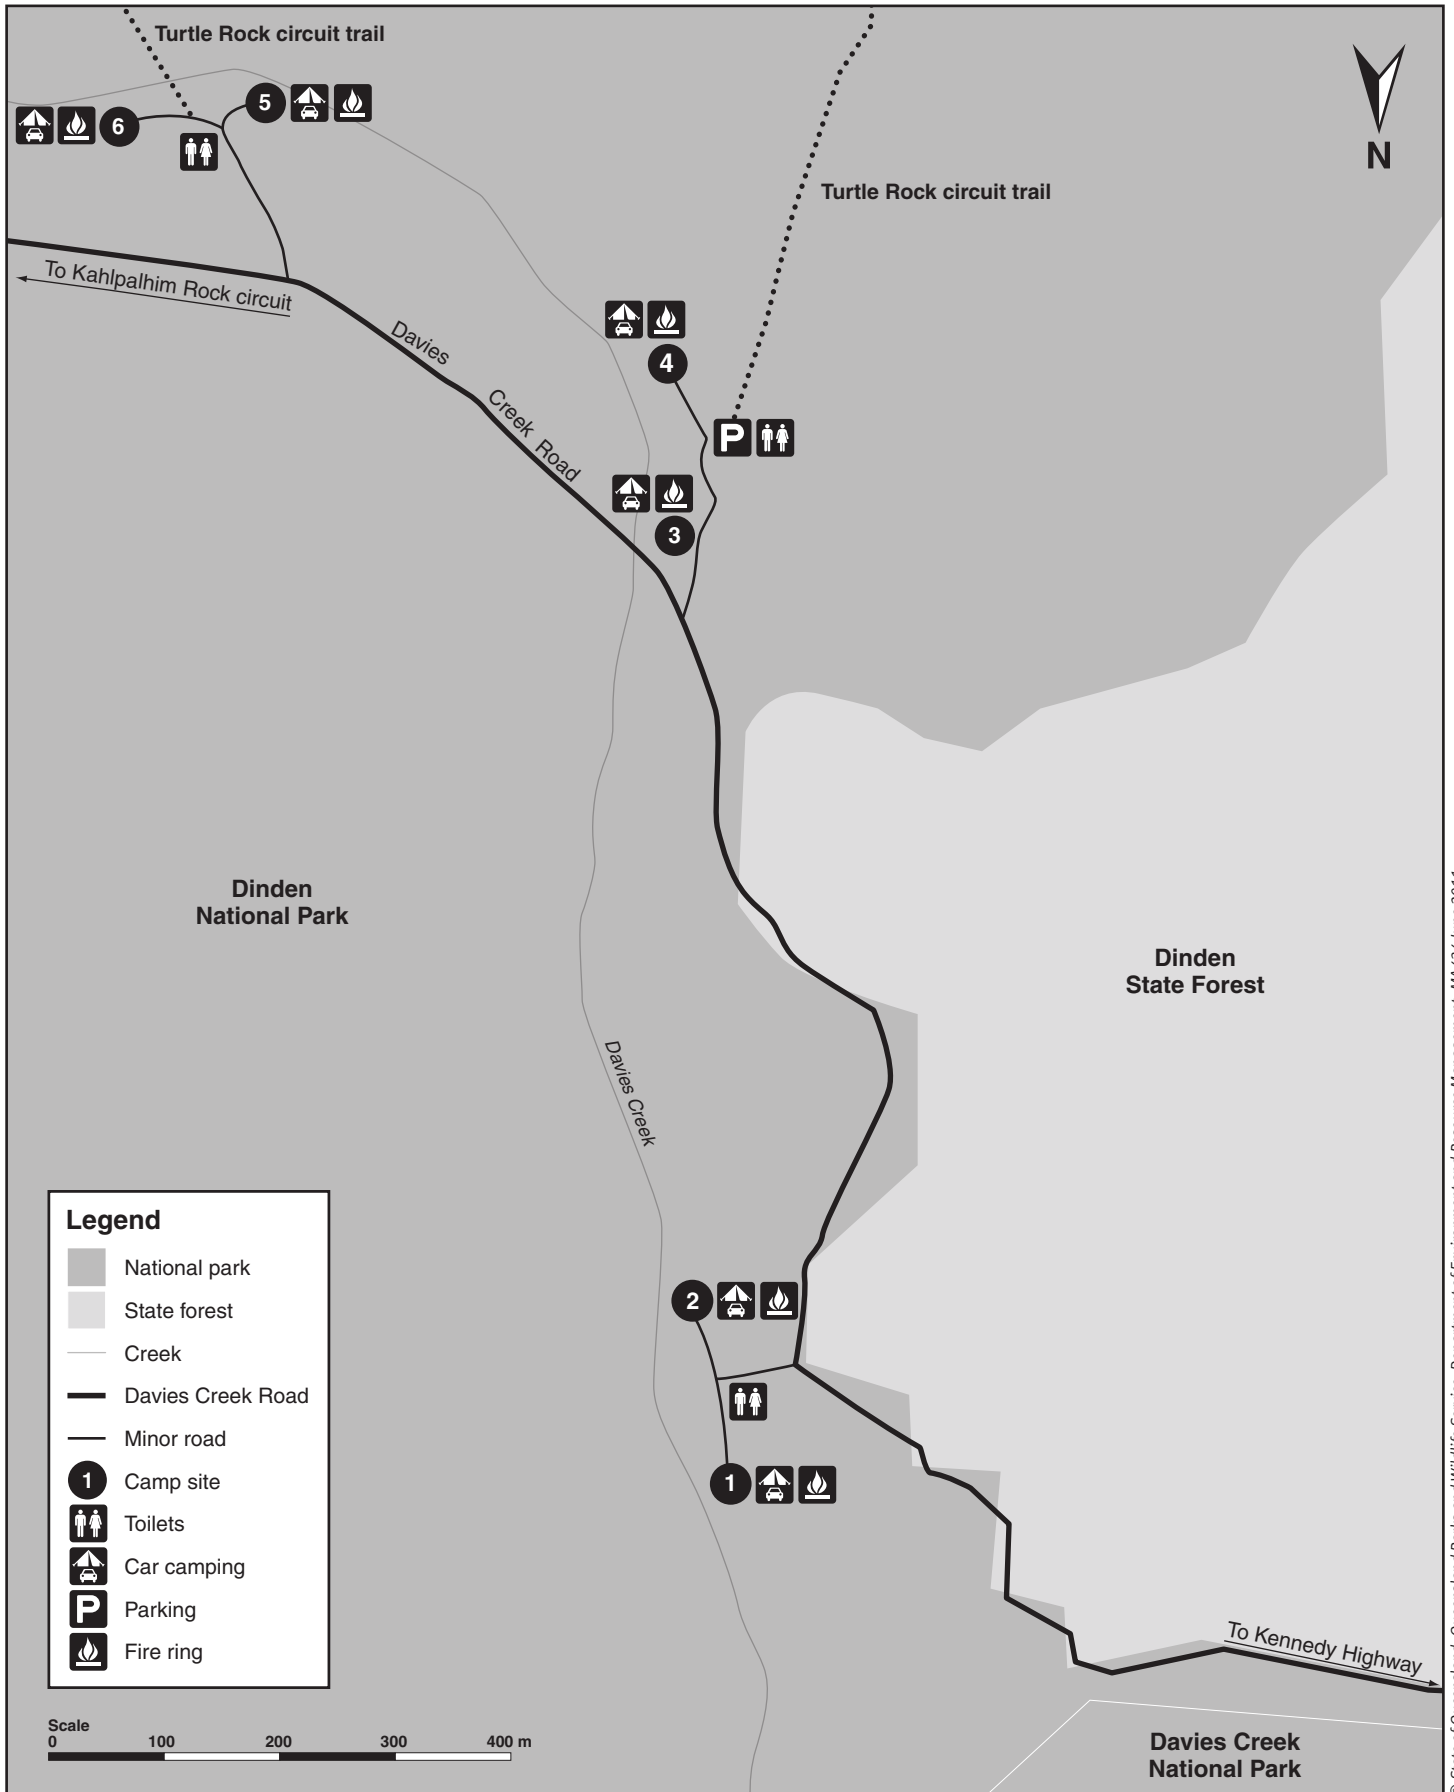 Turtle Rock circuit trail
5
6
N
Turtle Rock circuit trail
To Kahlpalhim Rock circuit
Davies
Creek Road
4
P
3
Dinden
National Park
Dinden
State Forest
Davies Creek
2
1
Legend
National park
State forest
Creek
Davies Creek Road
Minor road
1
Camp site
Toilets
Car camping
P
Parking
Fire ring
To Kennedy Highway
Scale
0 100 200 300 400 m
Davies Creek
National Park